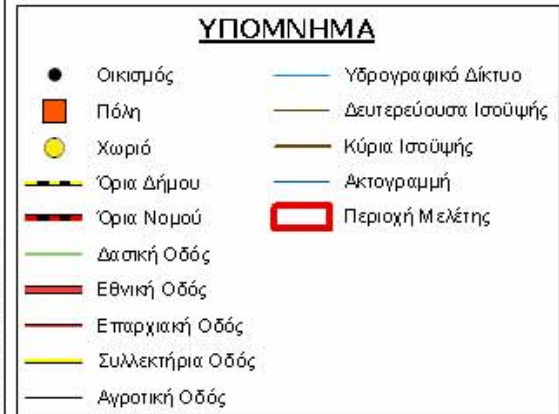 ΥΠΟΜΝΗΜΑ
Οικισμός
Πόλη
Χωριό
Όρια Δήμου
Όρια Νομού
Δασική Οδός
Εθνική Οδός
Επαρχιακή Οδός
Συλλεκτήρια Οδός
Αγροτική Οδός
Υδρογραφικό Δίκτυο
Δευτερεύουσα Ισοϋψής
Κύρια Ισοϋψής
Ακτογραμμή
Περιοχή Μελέτης